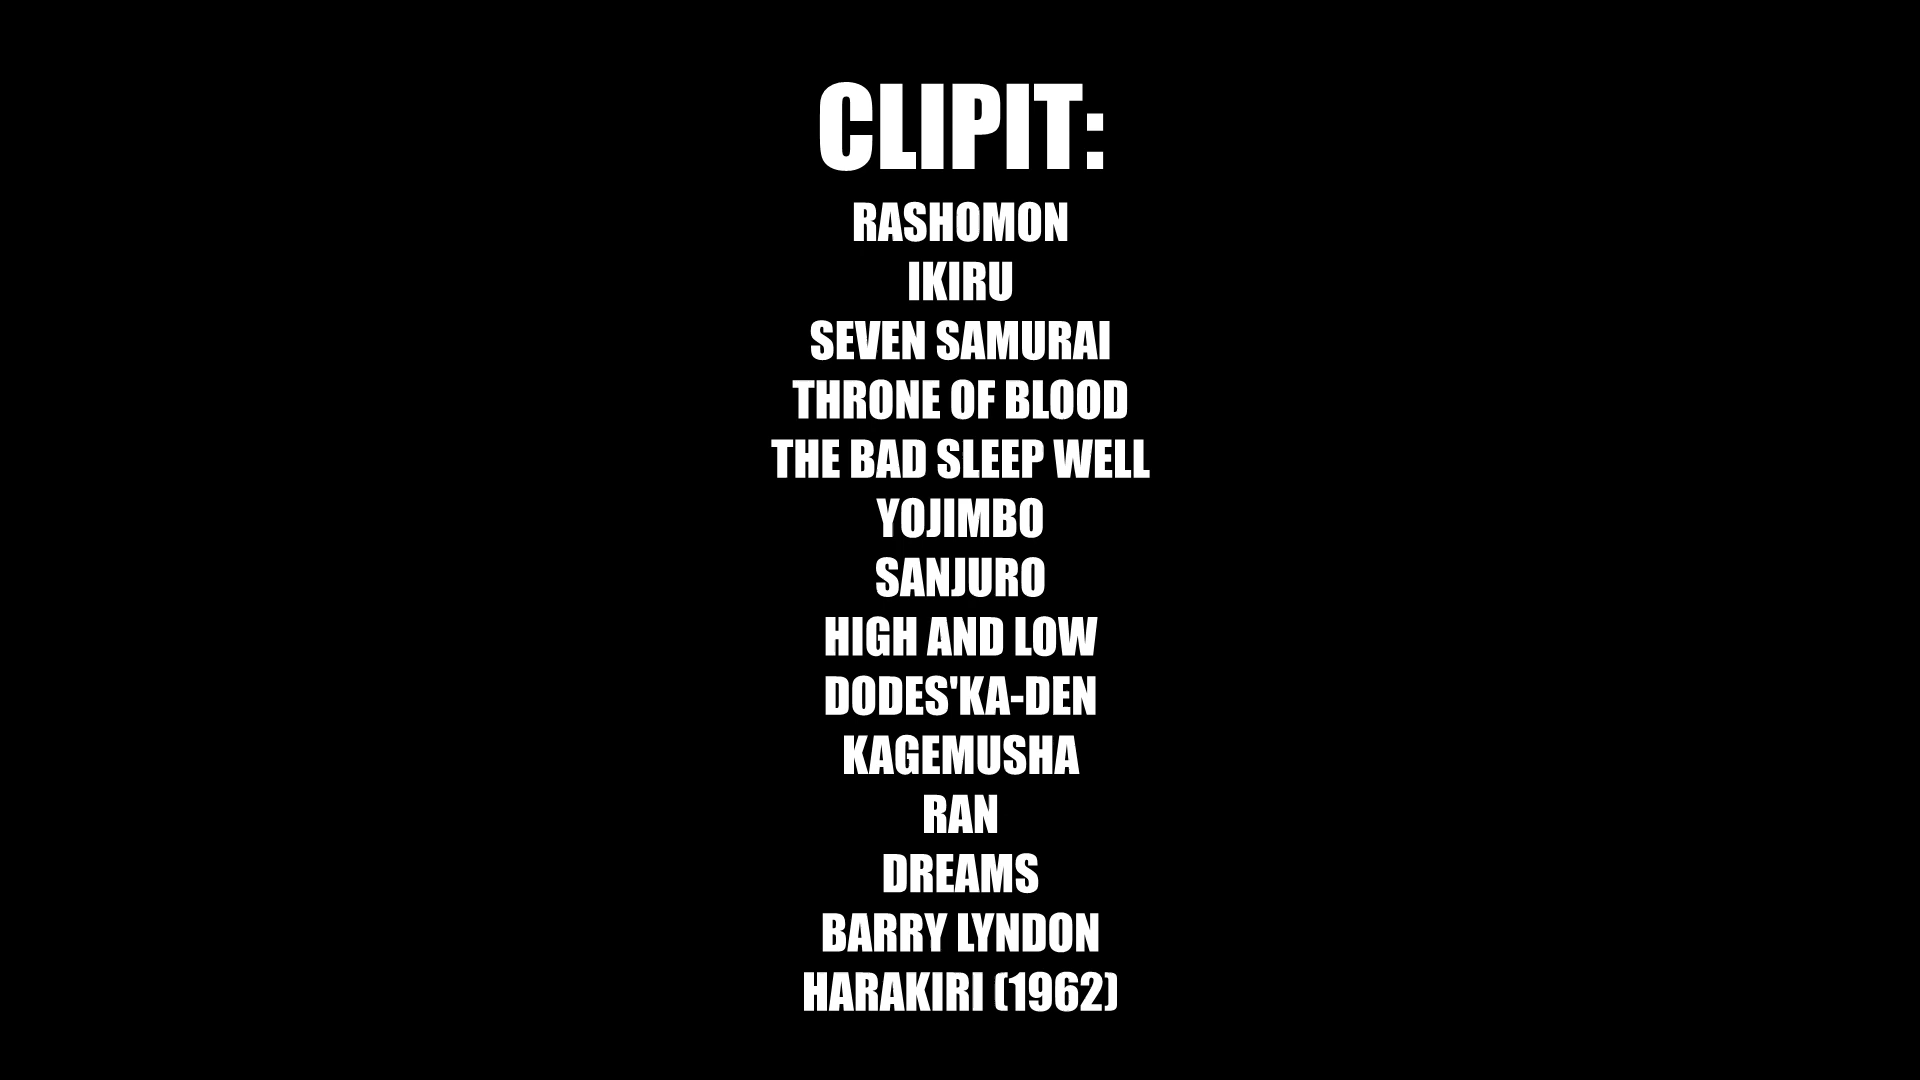 CLIPIT:
RASHOMON
IKIRU
SEVEN SAMURAI
THRONE OF BLOOD
THE BAD SLEEP WELL
YOJIMBO
SANJURO
HIGH AND LOW
DODES'KA-DEN
KAGEMUSHA
RAN
DREAMS
BARRY LYNDON
HARAKIRI (1962)